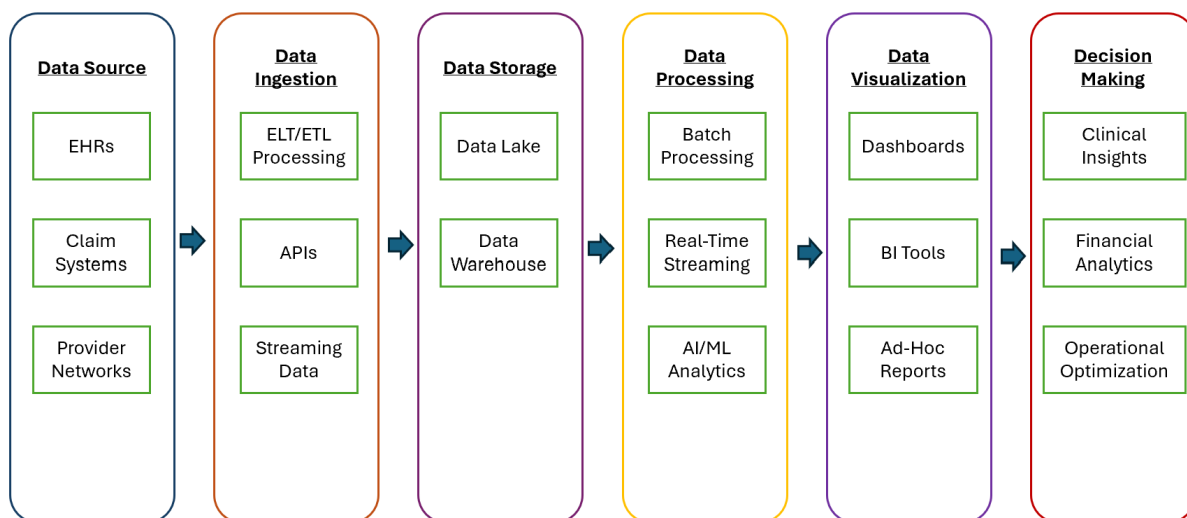 Data Source
EHRs
Claim
Systems
Provider
Networks
Data
Ingestion
ELT/ETL
Processing
APIs
Streaming
Data
Data Storage
Data Lake
Data
Warehouse
Data
Processing
Batch
Processing
Real-Time
Streaming
AI/ML
Analytics
Data
Visualization
Dashboards
BI Tools
Ad-Hoc
Reports
Decision
Making
Clinical
Insights
Financial
Analytics
Operational
Optimization